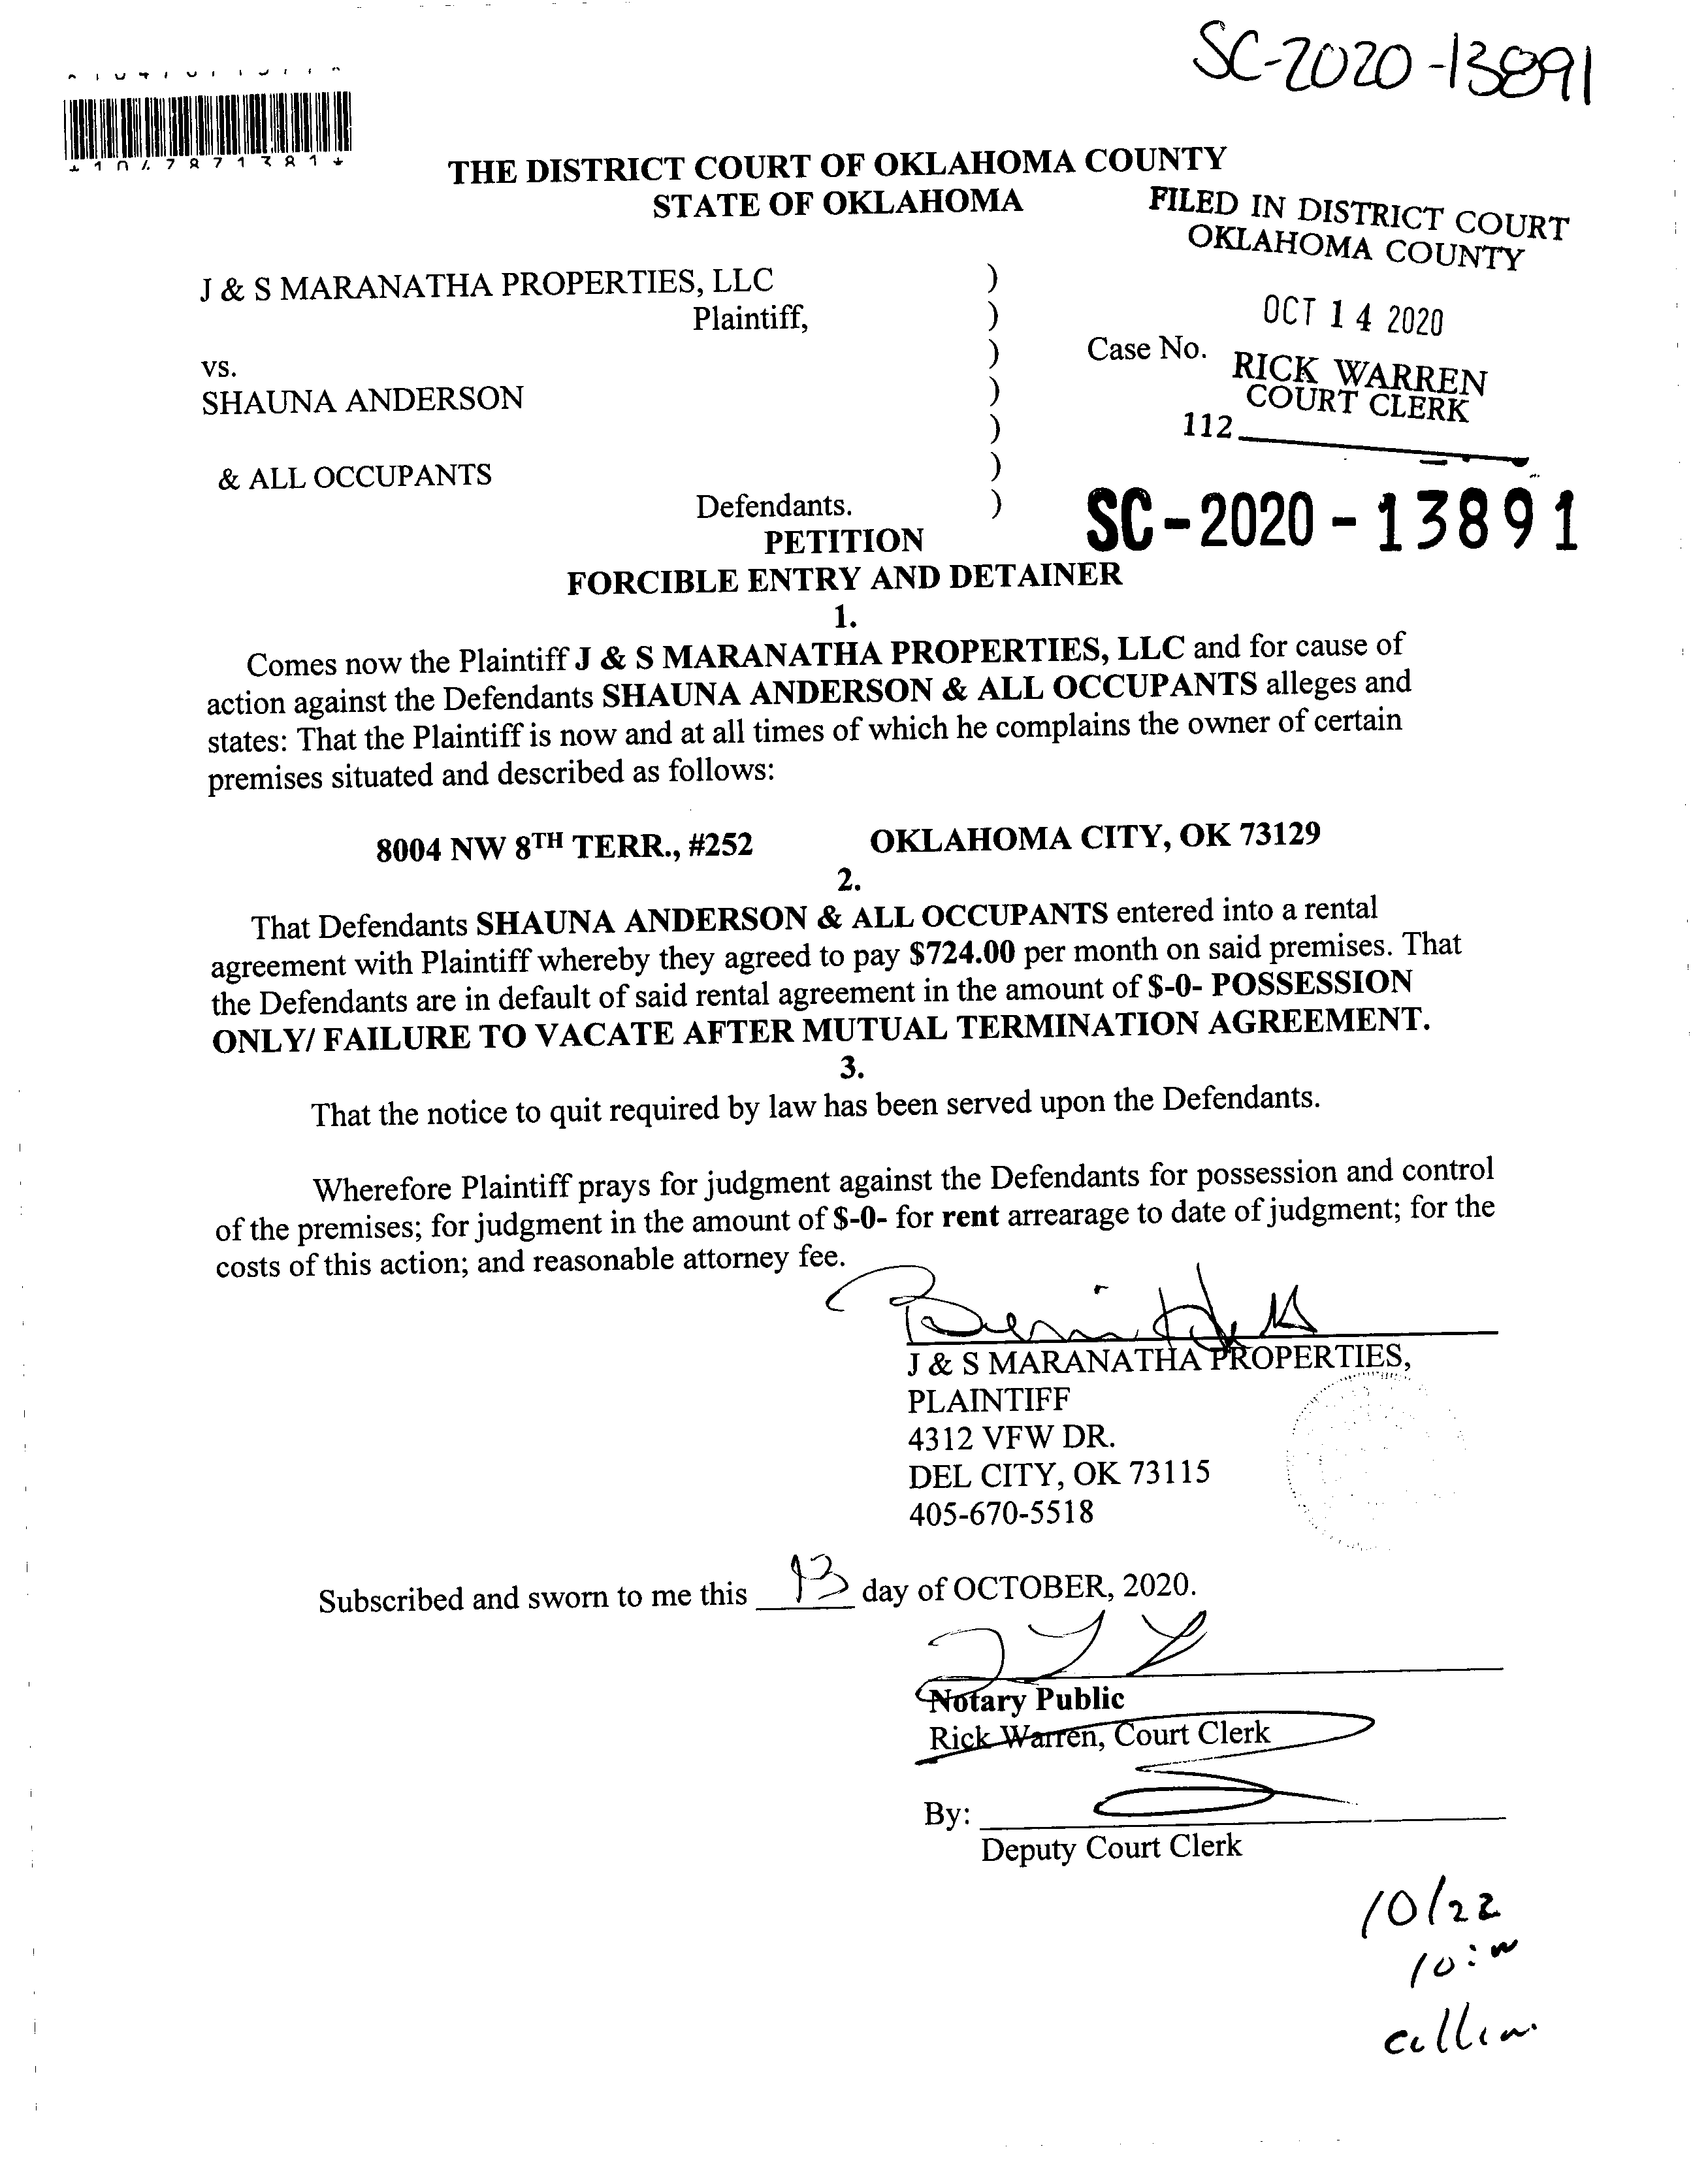 SC-2020-13891
*1047871381*
THE DISTRICT COURT OF OKLAHOMA COUNTY
STATE OF OKLAHOMA
FILED IN DISTRICT COURT
OKLAHOMA COUNTY
J & S MARANATHA PROPERTIES, LLC )
Plaintiff, )
OCT 14 2020
vs. )
Case No.
RICK WARREN
COURT CLERK
SHAUNA ANDERSON )
)
112
& ALL OCCUPANTS )
Defendants. )
SC-2020-13891
PETITION
FORCIBLE ENTRY AND DETAINER
1.
Comes now the Plaintiff J & S MARANATHA PROPERTIES, LLC and for cause of
action against the Defendants SHAUNA ANDERSON & ALL OCCUPANTS alleges and
states: That the Plaintiff is now and at all times of which he complains the owner of certain
premises situated and described as follows:
8004 NW 8TH TERR., #252 OKLAHOMA CITY, OK 73129
2.
That Defendants SHAUNA ANDERSON & ALL OCCUPANTS entered into a rental
agreement with Plaintiff whereby they agreed to pay $724.00 per month on said premises. That
the Defendants are in default of said rental agreement in the amount of $-0- POSSESSION
ONLY/ FAILURE TO VACATE AFTER MUTUAL TERMINATION AGREEMENT.
3.
That the notice to quit required by law has been served upon the Defendants.
Wherefore Plaintiff prays for judgment against the Defendants for possession and control
of the premises; for judgment in the amount of $-0- for rent arrearage to date of judgment; for the
costs of this action; and reasonable attorney fee.
J & S MARANATHA PROPERTIES,
PLAINTIFF
4312 VFW DR.
DEL CITY, OK 73115
405-670-5518
Subscribed and sworn to me this 13 day of OCTOBER, 2020.
Notary Public
Rick Warren, Court Clerk
By:
Deputy Court Clerk
10/22